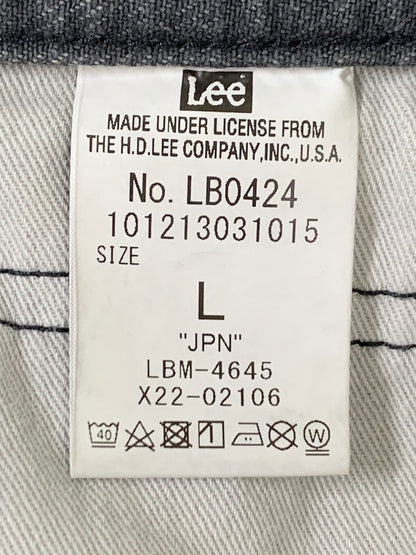 Lee
MADE UNDER LICENSE FROM
THE H.D.LEE COMPANY,INC.,U.S.A.
No. LB0424
101213031015
SIZE
L
"JPN"
LBM-4645
X22-02106
40 W